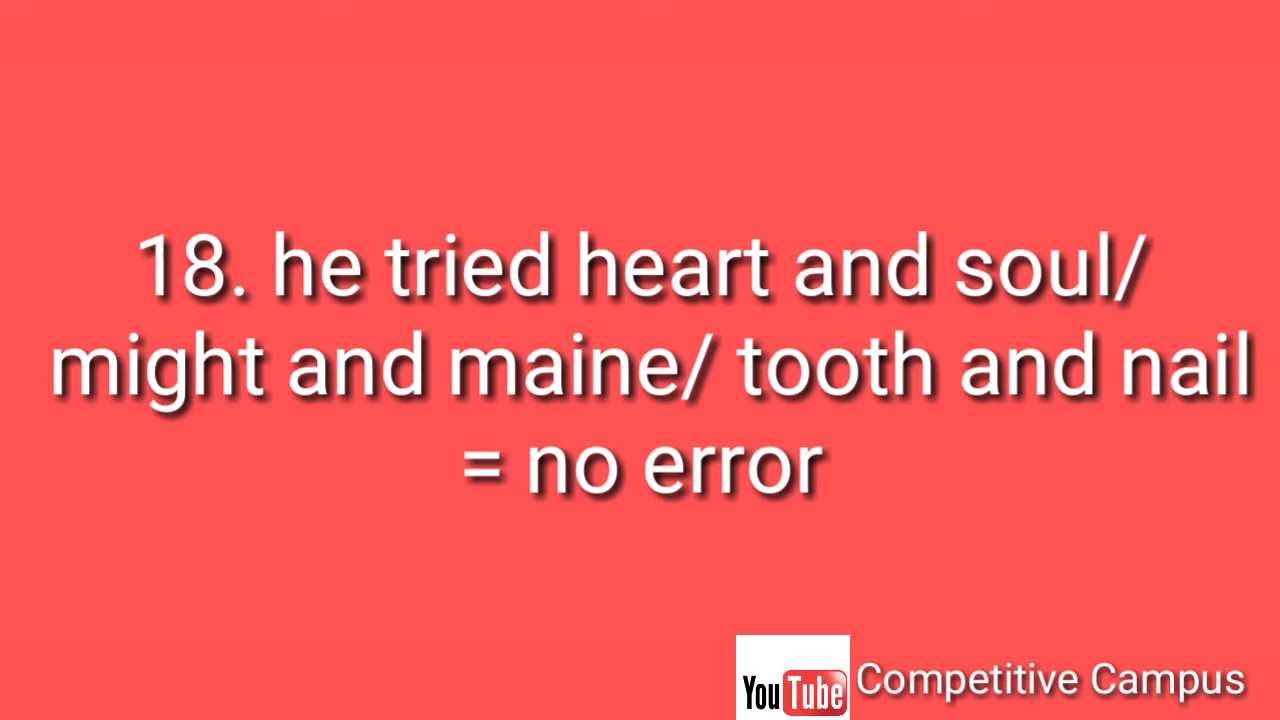 18. he tried heart and soul/
might and maine/ tooth and nail
= no error
YouTube Competitive Campus